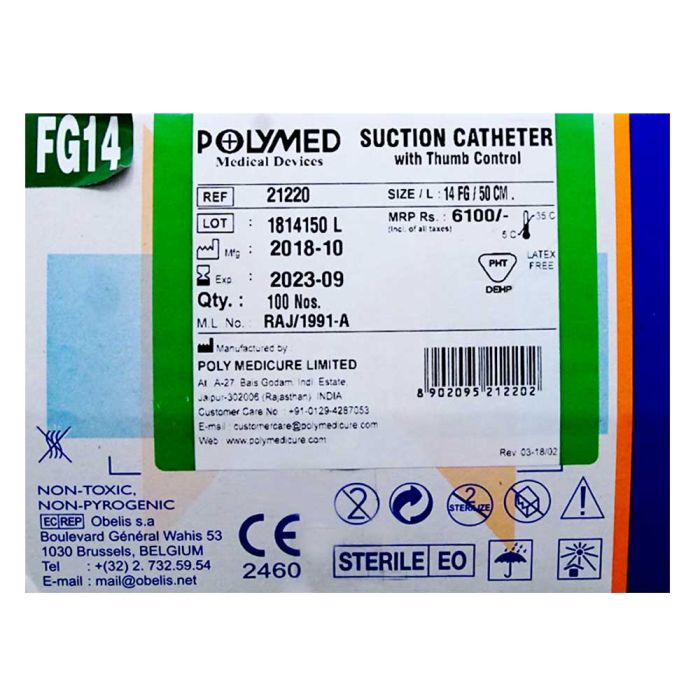 FG14
POLYMED
Medical Devices
SUCTION CATHETER
with Thumb Control
REF 21220
SIZE / L : 14 FG / 50 CM .
LOT : 1814150 L
MRP Rs : 6100/-
(Incl. of all taxes)
35 C
5 C
Mfg : 2018-10
LATEX
FREE
PHT
DEHP
Exp : 2023-09
Qty. : 100 Nos.
M.L No. : RAJ/1991-A
Manufactured by
POLY MEDICURE LIMITED
At A-27 Bais Godam Indl Estate,
Jaipur-302006 (Rajasthan) INDIA
Customer Care No : +91-0129-4287053
E-mail : customercare@polymedicure.com
Web : www.polymedicure.com
8 902095 212202
Rev 03-18/02
NON-TOXIC,
NON-PYROGENIC
EC REP Obelis s.a
Boulevard Général Wahis 53
1030 Brussels, BELGIUM
Tel : +(32) 2. 732.59.54
E-mail : mail@obelis.net
CE
2460
2
2
STERILIZE
STERILE EO